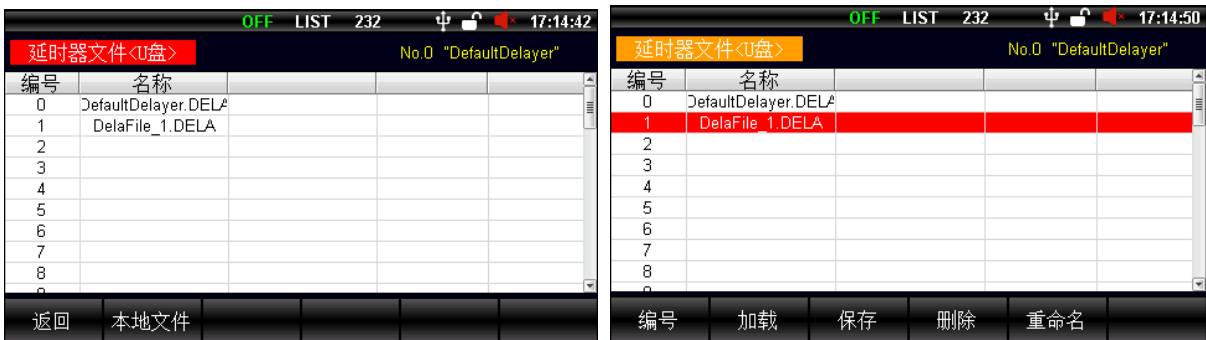 OFF LIST 232 17:14:42
延时器文件<U盘> No.0 "DefaultDelayer"
编号 名称
0 DefaultDelayer.DELA
1 DelaFile_1.DELA
2
3
4
5
6
7
8
返回 本地文件
OFF LIST 232 17:14:50
延时器文件<U盘> No.0 "DefaultDelayer"
编号 名称
0 DefaultDelayer.DELA
1 DelaFile_1.DELA
2
3
4
5
6
7
8
编号 加载 保存 删除 重命名